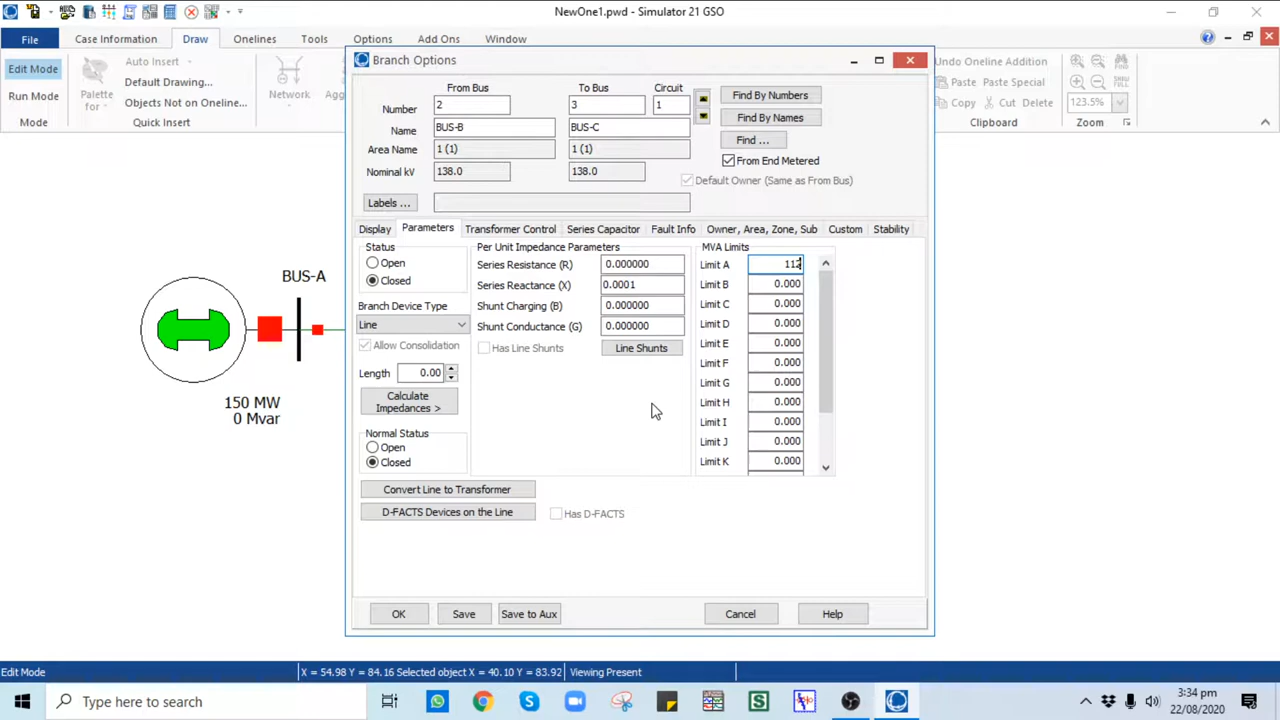 NewOne1.pwd - Simulator 21 GSO
File Case Information Draw Onelines Tools Options Add Ons Window
Edit Mode
Run Mode
Mode
Palette
for
Auto Insert
Default Drawing...
Objects Not on Oneline...
Quick Insert
Network
Undo Oneline Addition
Paste Paste Special
Copy Cut Delete
Clipboard
123.5%
Zoom
Branch Options
From Bus To Bus Circuit
Number 2 3 1
Name BUS-B BUS-C
Area Name 1 (1) 1 (1)
Nominal kV 138.0 138.0
Labels ...
Find By Numbers
Find By Names
Find ...
From End Metered
Default Owner (Same as From Bus)
Display Parameters Transformer Control Series Capacitor Fault Info Owner, Area, Zone, Sub Custom Stability
Status
Open
Closed
Branch Device Type
Line
Allow Consolidation
Length 0.00
Calculate
Impedances >
Normal Status
Open
Closed
Convert Line to Transformer
D-FACTS Devices on the Line Has D-FACTS
Per Unit Impedance Parameters
Series Resistance (R) 0.000000
Series Reactance (X) 0.0001
Shunt Charging (B) 0.000000
Shunt Conductance (G) 0.000000
Has Line Shunts Line Shunts
MVA Limits
Limit A 112
Limit B 0.000
Limit C 0.000
Limit D 0.000
Limit E 0.000
Limit F 0.000
Limit G 0.000
Limit H 0.000
Limit I 0.000
Limit J 0.000
Limit K 0.000
OK Save Save to Aux Cancel Help
BUS-A
150 MW
0 Mvar
Edit Mode X = 54.98 Y = 84.16 Selected object X = 40.10 Y = 83.92 Viewing Present
Type here to search
3:34 pm
22/08/2020